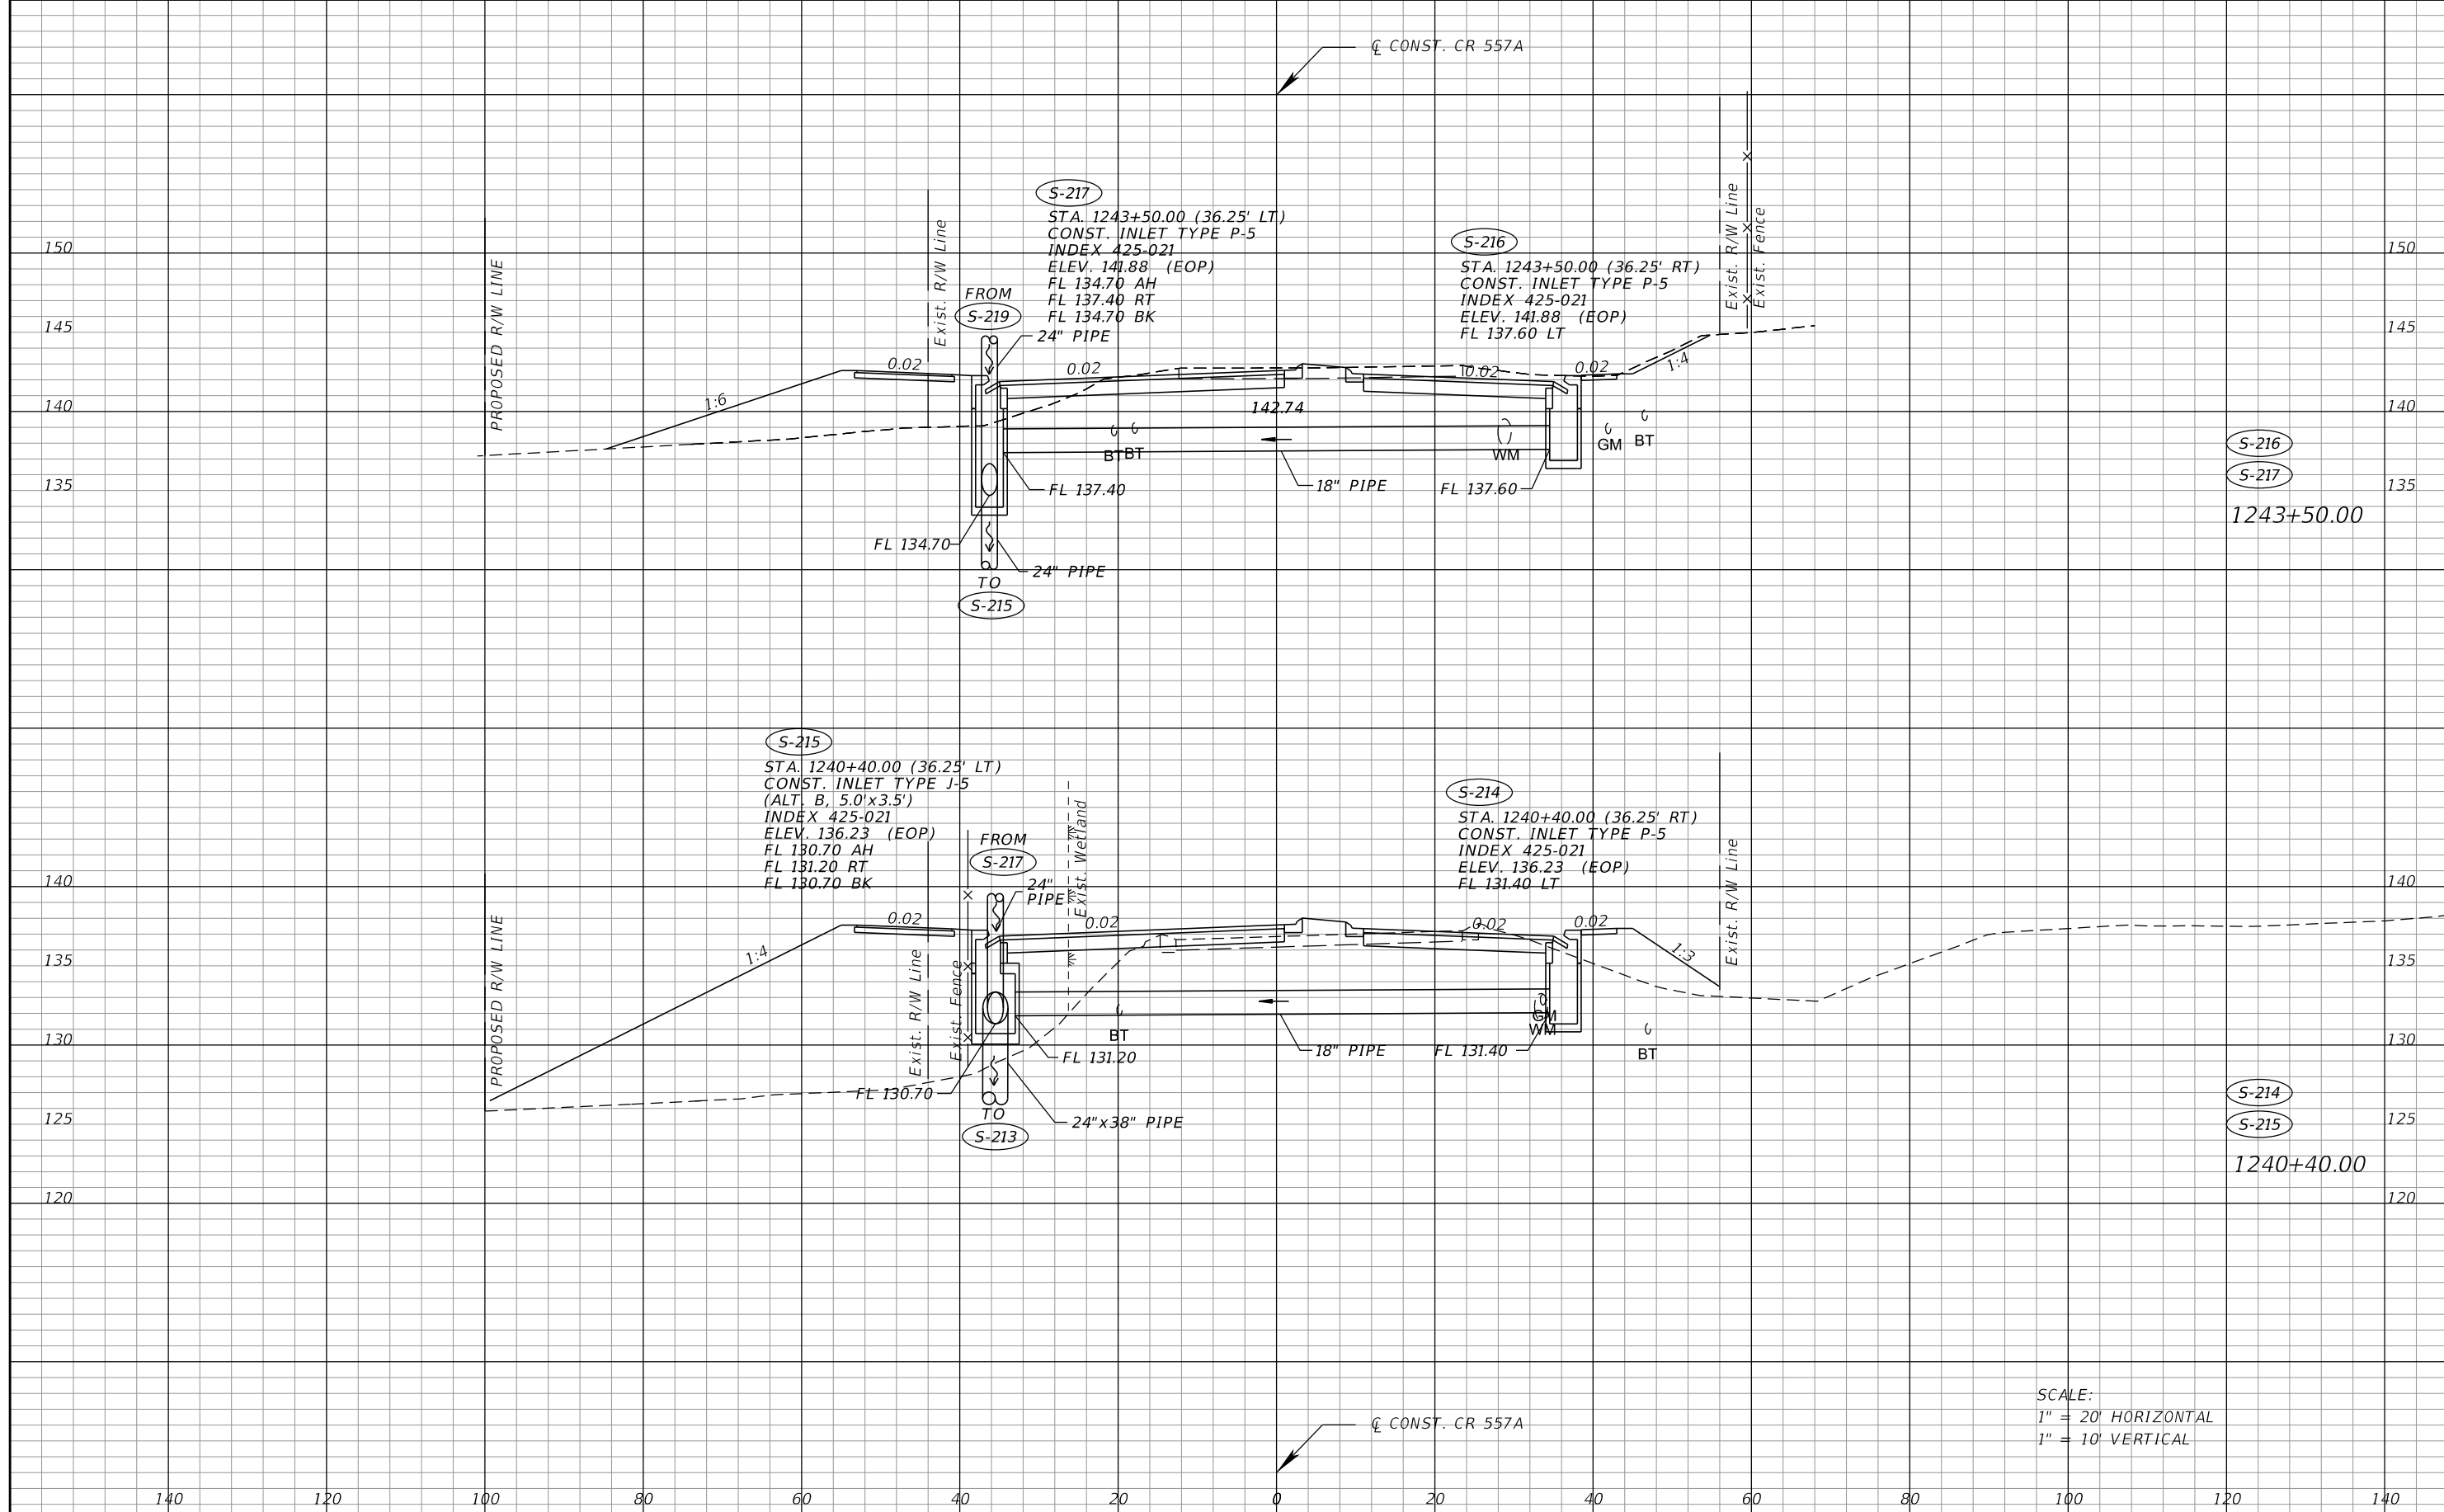 ℄ CONST. CR 557A
S-217
STA. 1243+50.00 (36.25' LT)
CONST. INLET TYPE P-5
INDEX 425-021
ELEV. 141.88 (EOP)
FL 134.70 AH
FL 137.40 RT
FL 134.70 BK
S-216
STA. 1243+50.00 (36.25' RT)
CONST. INLET TYPE P-5
INDEX 425-021
ELEV. 141.88 (EOP)
FL 137.60 LT
PROPOSED R/W LINE
Exist. R/W Line
Exist. R/W Line
Exist. Fence
FROM
S-219
24" PIPE
150
150
145
145
140
140
135
135
1:6
0.02
0.02
142.74
0.02
0.02
1:4
BT
BT
WM
GM
BT
FL 137.40
18" PIPE
FL 137.60
FL 134.70
24" PIPE
TO
S-215
S-216
S-217
1243+50.00
S-215
STA. 1240+40.00 (36.25' LT)
CONST. INLET TYPE J-5
(ALT. B, 5.0'x3.5')
INDEX 425-021
ELEV. 136.23 (EOP)
FL 130.70 AH
FL 131.20 RT
FL 130.70 BK
FROM
S-217
24"
PIPE
Exist. Wetland
S-214
STA. 1240+40.00 (36.25' RT)
CONST. INLET TYPE P-5
INDEX 425-021
ELEV. 136.23 (EOP)
FL 131.40 LT
PROPOSED R/W LINE
Exist. R/W Line
Exist. Fence
Exist. R/W Line
140
140
135
135
130
130
125
125
120
120
1:4
0.02
0.02
0.02
0.02
1:3
BT
GM
WM
BT
FL 131.20
18" PIPE
FL 131.40
FL 130.70
24"x38" PIPE
TO
S-213
S-214
S-215
1240+40.00
℄ CONST. CR 557A
SCALE:
1" = 20' HORIZONTAL
1" = 10' VERTICAL
140
120
100
80
60
40
20
0
20
40
60
80
100
120
140